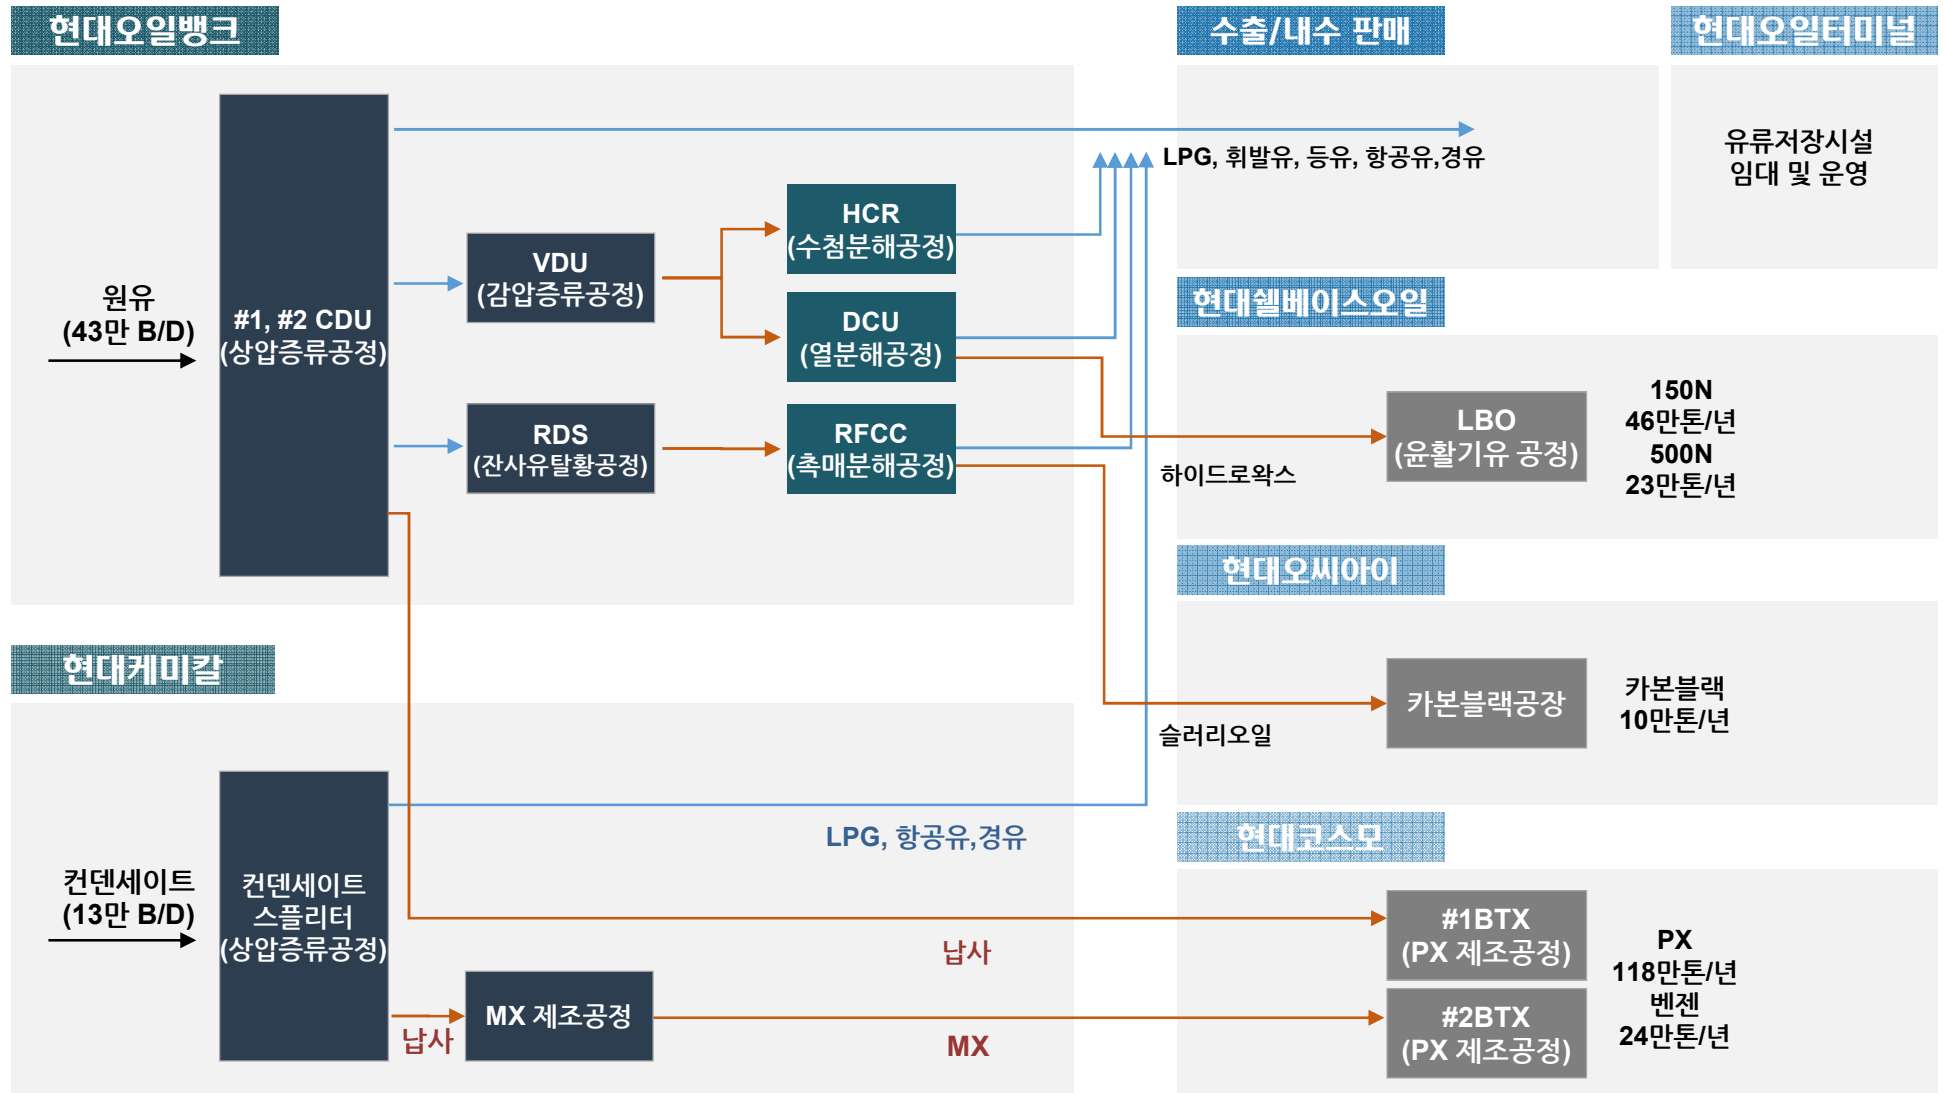 현대오일뱅크
원유
(43만 B/D)
#1, #2 CDU
(상압증류공정)
VDU
(감압증류공정)
RDS
(잔사유탈황공정)
HCR
(수첨분해공정)
DCU
(열분해공정)
RFCC
(촉매분해공정)
수출/내수 판매
LPG, 휘발유, 등유, 항공유,경유
현대오일터미널
유류저장시설
임대 및 운영
현대쉘베이스오일
하이드로왁스
LBO
(윤활기유 공정)
150N
46만톤/년
500N
23만톤/년
현대오씨아이
슬러리오일
카본블랙공장
카본블랙
10만톤/년
현대케미칼
컨덴세이트
(13만 B/D)
컨덴세이트
스플리터
(상압증류공정)
LPG, 항공유,경유
납사
납사
MX 제조공정
MX
현대코스모
#1BTX
(PX 제조공정)
#2BTX
(PX 제조공정)
PX
118만톤/년
벤젠
24만톤/년